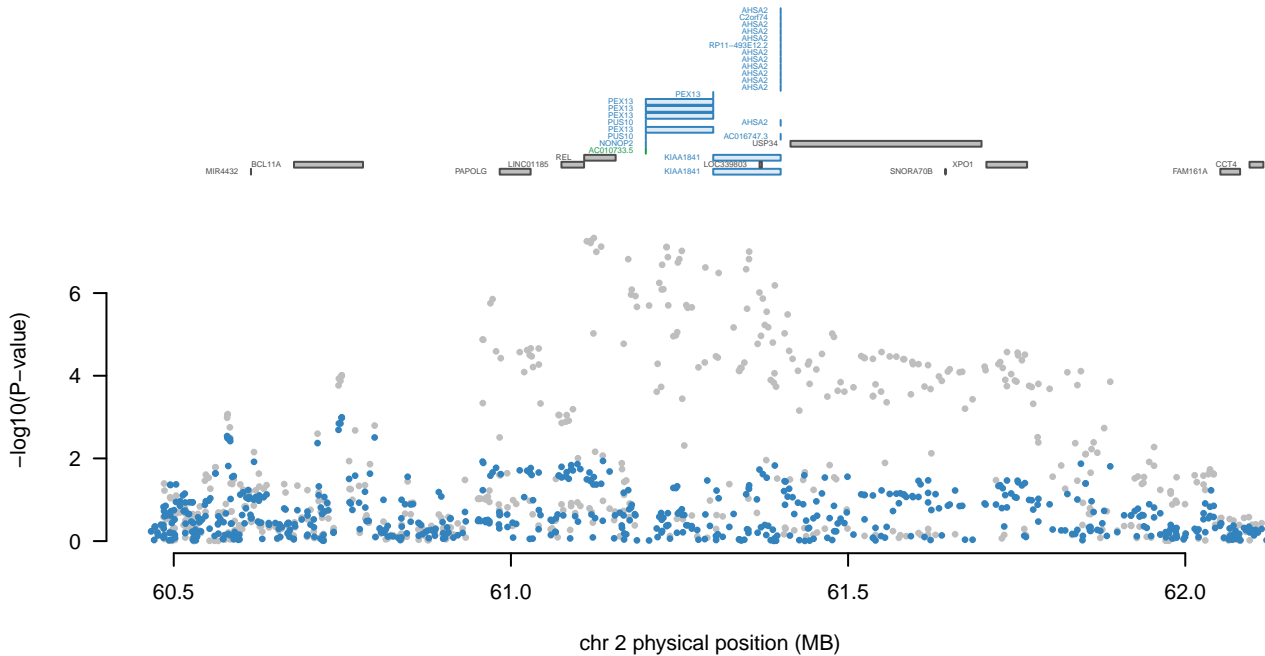 AHSA2
C2orf74
AHSA2
AHSA2
AHSA2
RP11−493E12.2
AHSA2
AHSA2
AHSA2
AHSA2
AHSA2
AHSA2
PEX13
PEX13
PEX13
PEX13
PUS10 AHSA2
PEX13
PUS10 AC016747.3
NONOP2 USP34
AC010733.5
REL KIAA1841
BCL11A LINC01185 LOC339803 XPO1 CCT4
MIR4432 PAPOLG KIAA1841 SNORA70B FAM161A
−log10(P−value)
6
4
2
0
60.5 61.0 61.5 62.0
chr 2 physical position (MB)